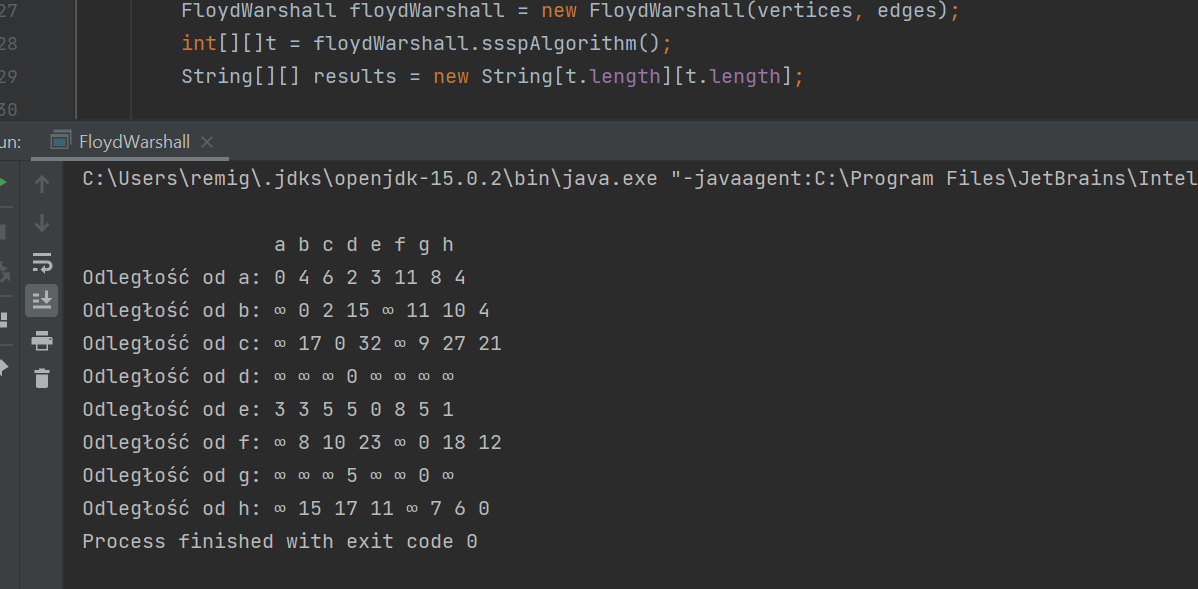 27 FloydWarshall floydWarshall = new FloydWarshall(vertices, edges);
28 int[][]t = floydWarshall.ssspAlgorithm();
29 String[][] results = new String[t.length][t.length];
30
un: FloydWarshall
C:\Users\remig\.jdks\openjdk-15.0.2\bin\java.exe "-javaagent:C:\Program Files\JetBrains\Intel
a b c d e f g h
Odległość od a: 0 4 6 2 3 11 8 4
Odległość od b: ∞ 0 2 15 ∞ 11 10 4
Odległość od c: ∞ 17 0 32 ∞ 9 27 21
Odległość od d: ∞ ∞ ∞ 0 ∞ ∞ ∞ ∞
Odległość od e: 3 3 5 5 0 8 5 1
Odległość od f: ∞ 8 10 23 ∞ 0 18 12
Odległość od g: ∞ ∞ ∞ 5 ∞ ∞ 0 ∞
Odległość od h: ∞ 15 17 11 ∞ 7 6 0
Process finished with exit code 0